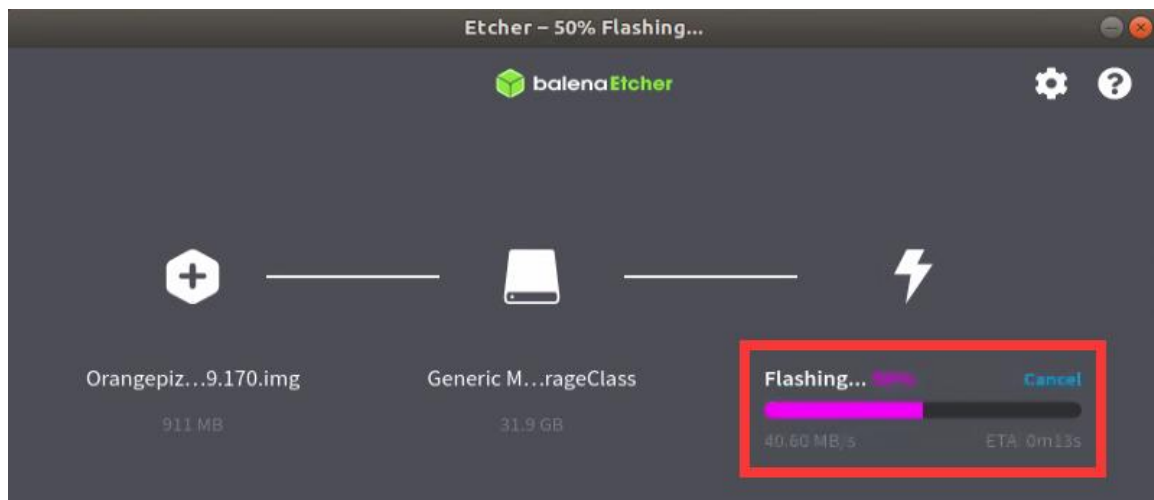 Etcher – 50% Flashing...
balenaEtcher
Orangepiz...9.170.img
Generic M...rageClass
Flashing... 50%
Cancel
911 MB
31.9 GB
40.60 MB/s
ETA: 0m13s